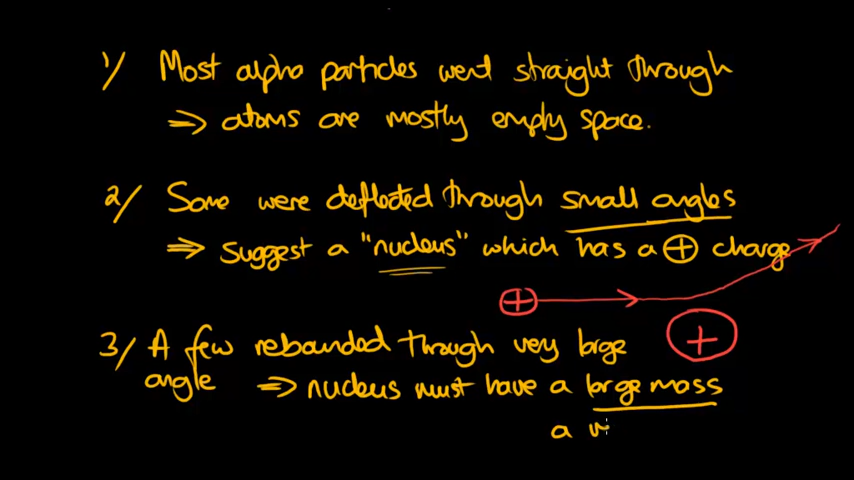 1/ Most alpha particles went straight through
⇒ atoms are mostly empty space.
2/ Some were deflected through small angles
⇒ suggest a "nucleus" which has a ⊕ charge
+
+
3/ A few rebounded through very large
angle ⇒ nucleus must have a large mass
a